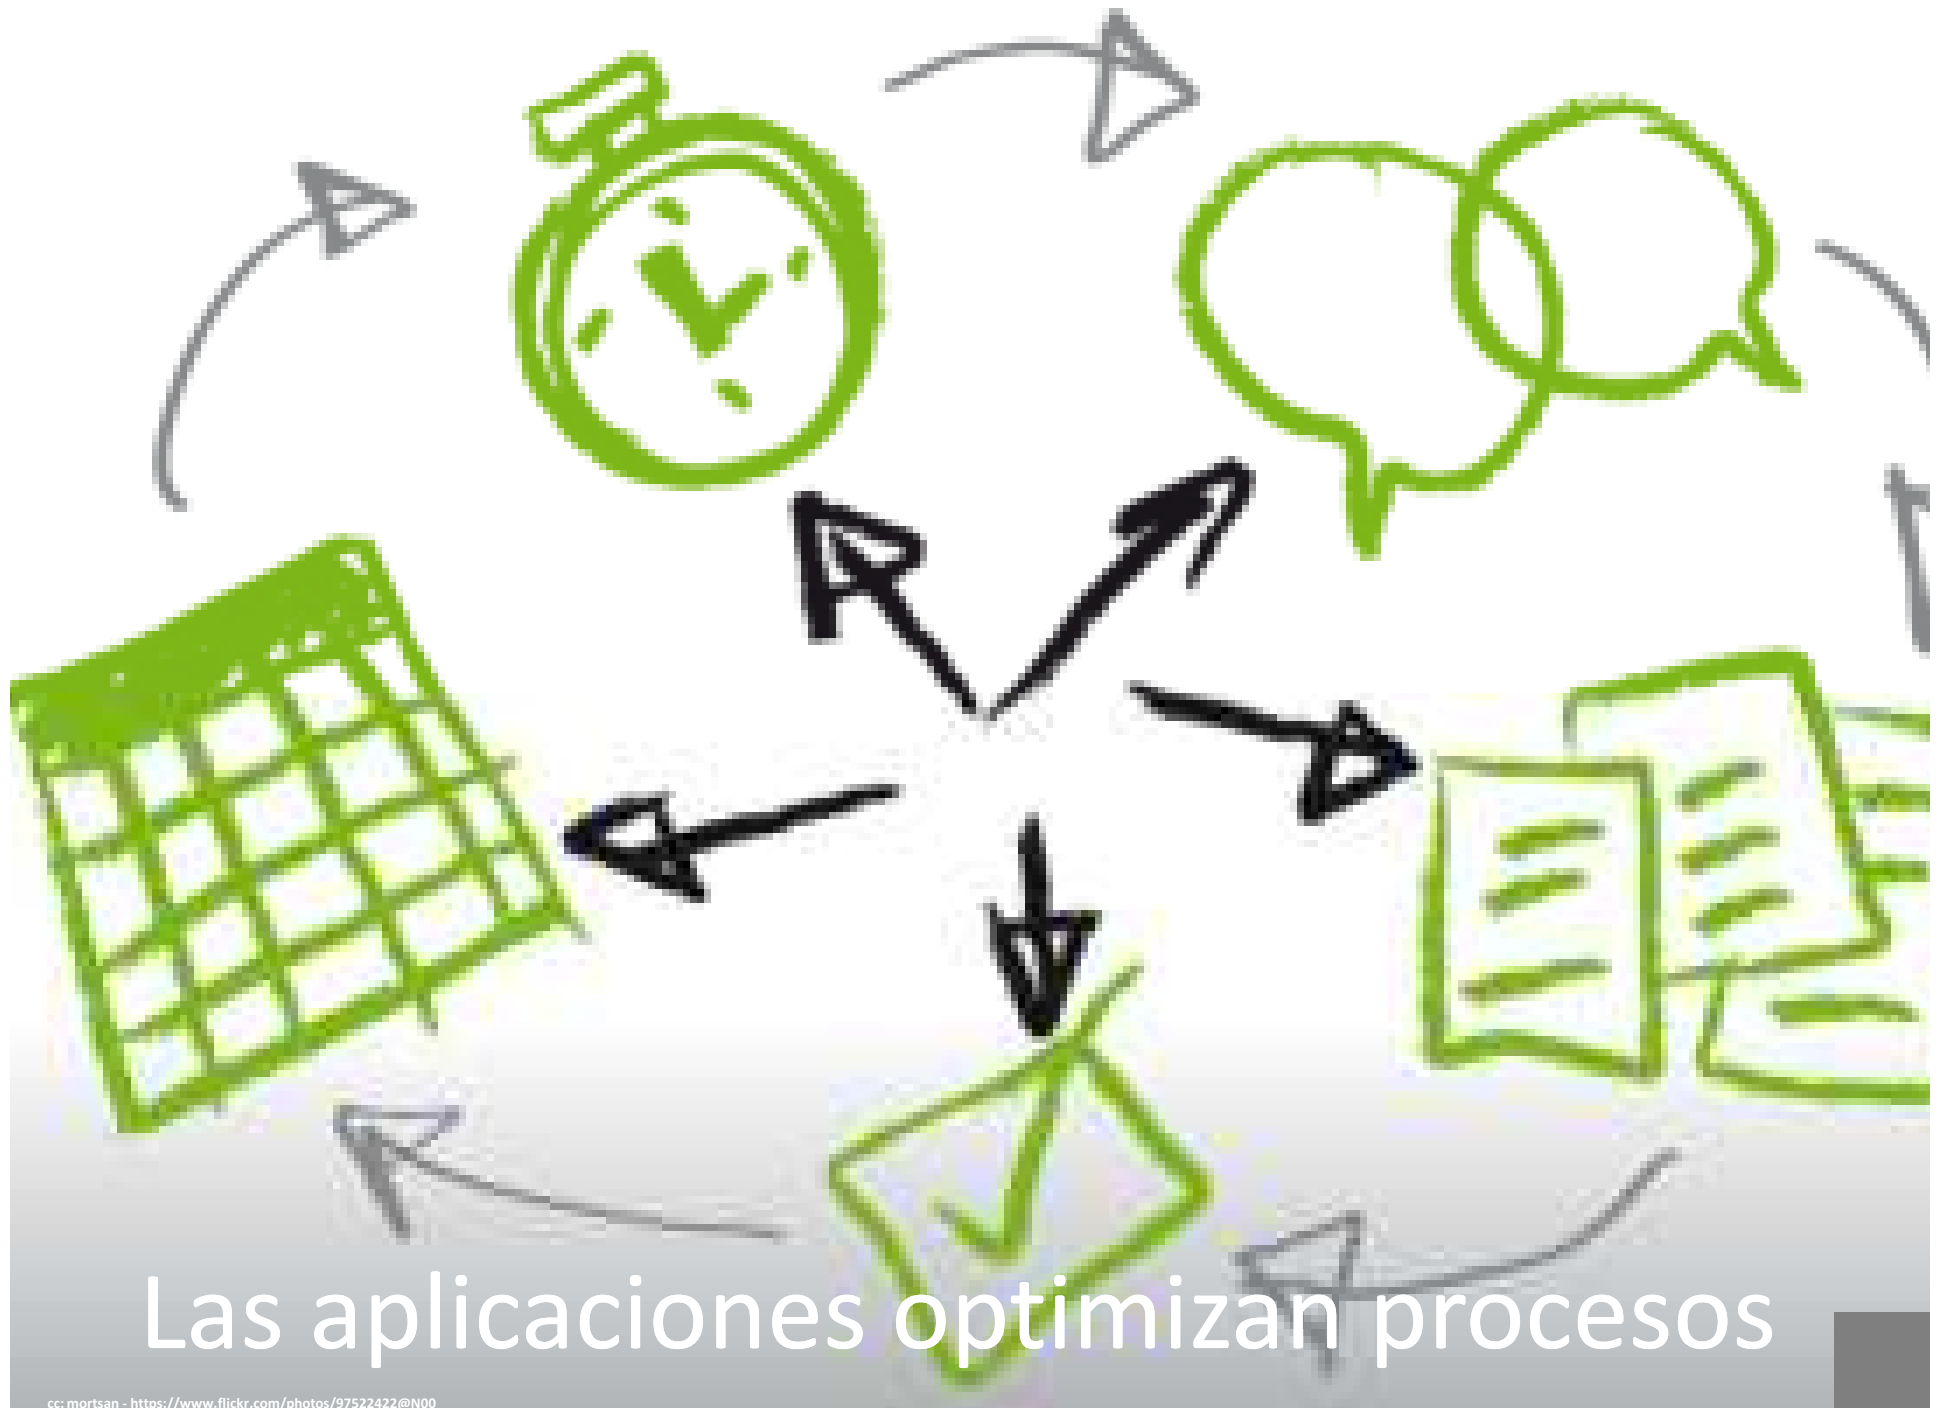 Las aplicaciones optimizan procesos
cc: mortsan - https://www.flickr.com/photos/97522422@N00